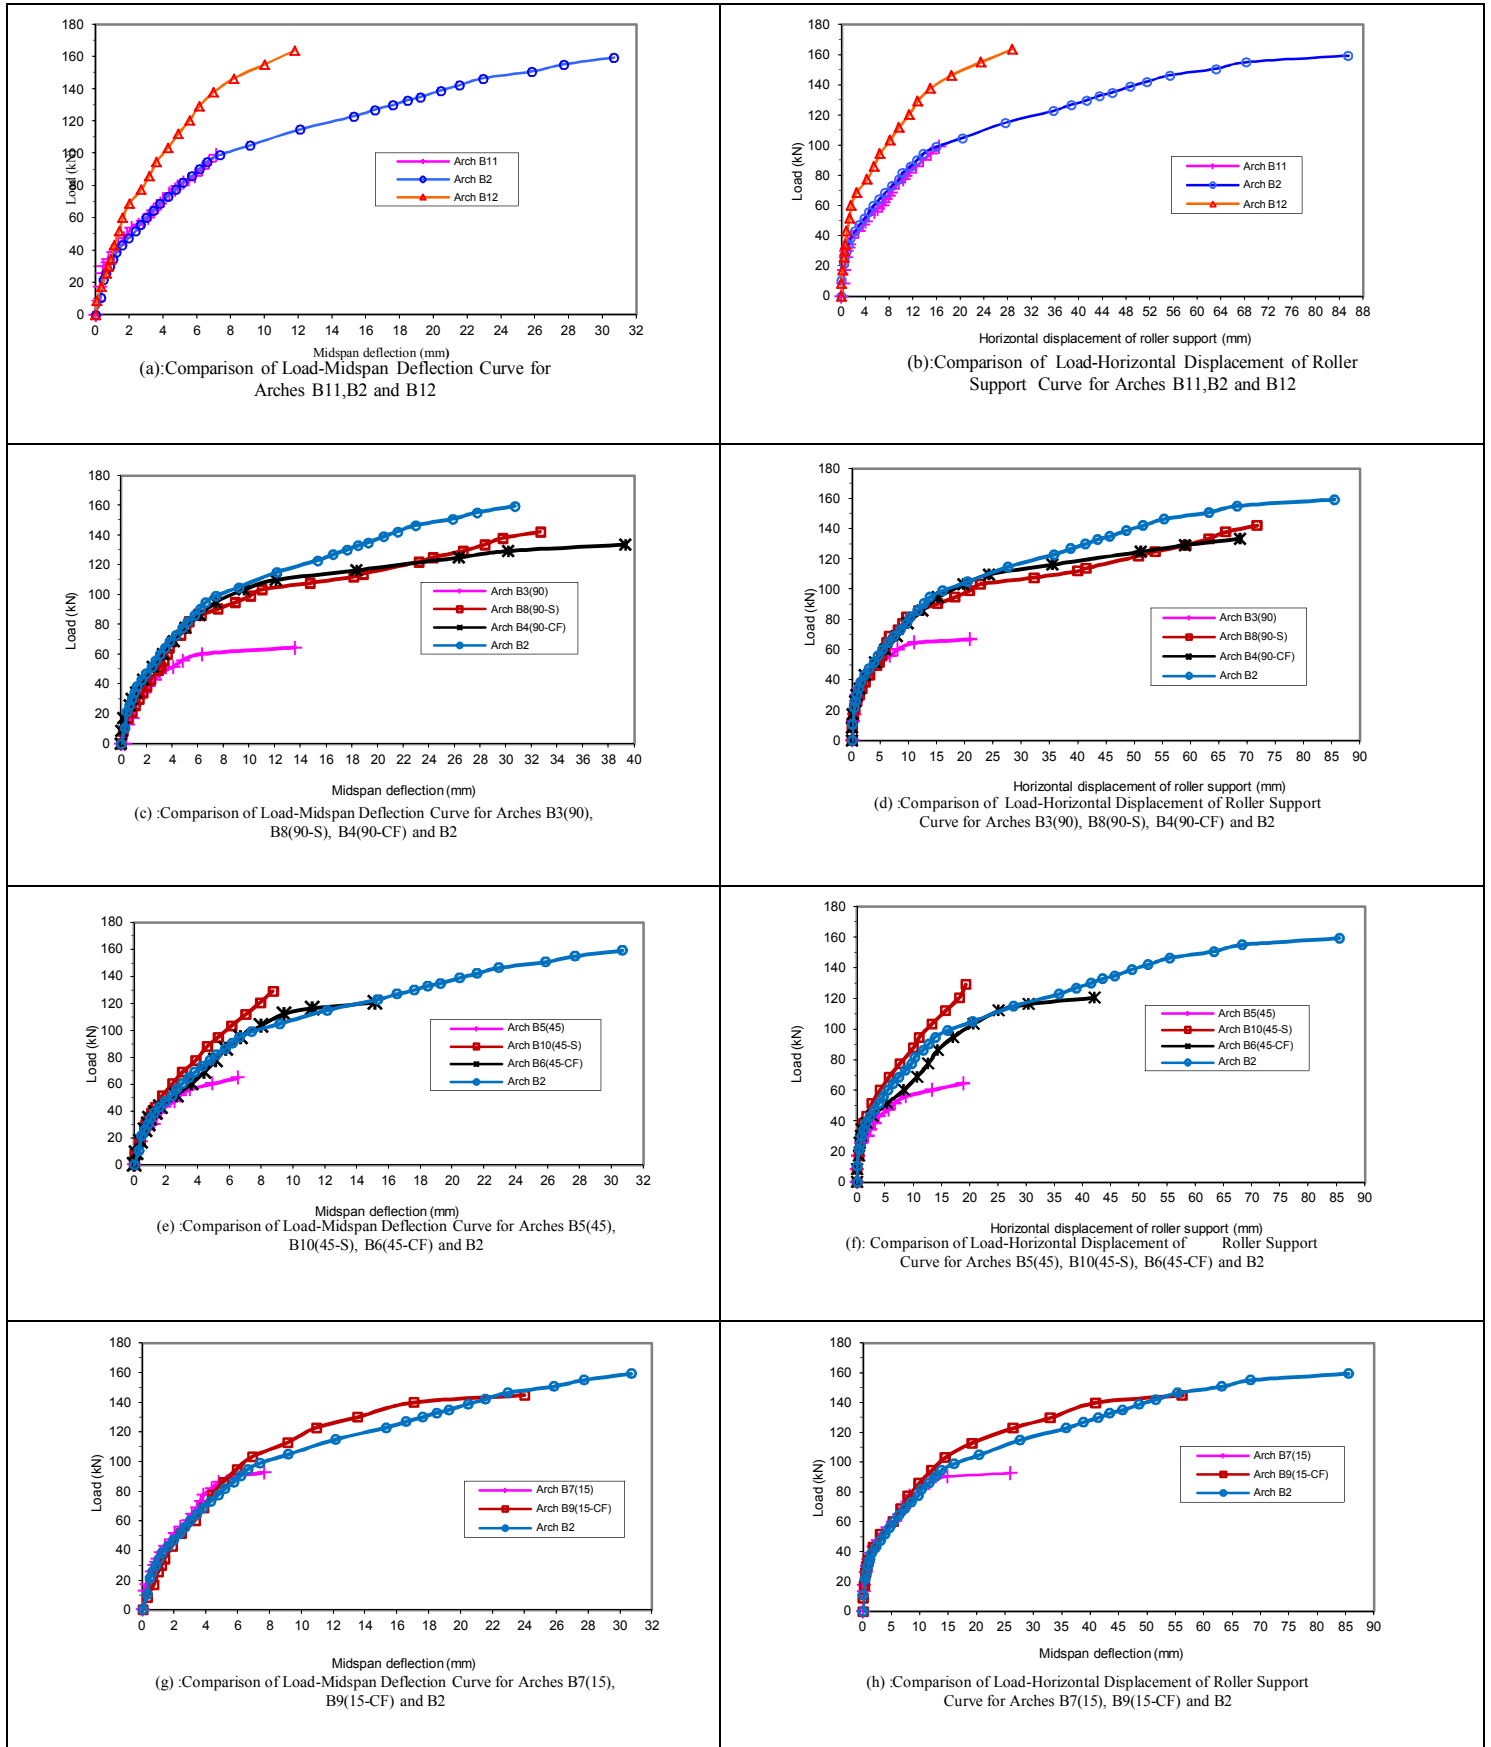 180
160
140
120
100
80
60
40
20
0
Load (kN)
Arch B11
Arch B2
Arch B12
0 2 4 6 8 10 12 14 16 18 20 22 24 26 28 30 32
Midspan deflection (mm)
(a):Comparison of Load-Midspan Deflection Curve for
Arches B11,B2 and B12
180
160
140
120
100
80
60
40
20
0
Load (kN)
Arch B11
Arch B2
Arch B12
0 4 8 12 16 20 24 28 32 36 40 44 48 52 56 60 64 68 72 76 80 84 88
Horizontal displacement of roller support (mm)
(b):Comparison of Load-Horizontal Displacement of Roller
Support Curve for Arches B11,B2 and B12
180
160
140
120
100
80
60
40
20
0
Load (kN)
Arch B3(90)
Arch B8(90-S)
Arch B4(90-CF)
Arch B2
0 2 4 6 8 10 12 14 16 18 20 22 24 26 28 30 32 34 36 38 40
Midspan deflection (mm)
(c) :Comparison of Load-Midspan Deflection Curve for Arches B3(90),
B8(90-S), B4(90-CF) and B2
180
160
140
120
100
80
60
40
20
0
Load (kN)
Arch B3(90)
Arch B8(90-S)
Arch B4(90-CF)
Arch B2
0 5 10 15 20 25 30 35 40 45 50 55 60 65 70 75 80 85 90
Horizontal displacement of roller support (mm)
(d) :Comparison of Load-Horizontal Displacement of Roller Support
Curve for Arches B3(90), B8(90-S), B4(90-CF) and B2
180
160
140
120
100
80
60
40
20
0
Load (kN)
Arch B5(45)
Arch B10(45-S)
Arch B6(45-CF)
Arch B2
0 2 4 6 8 10 12 14 16 18 20 22 24 26 28 30 32
Midspan deflection (mm)
(e) :Comparison of Load-Midspan Deflection Curve for Arches B5(45),
B10(45-S), B6(45-CF) and B2
180
160
140
120
100
80
60
40
20
0
Load (kN)
Arch B5(45)
Arch B10(45-S)
Arch B6(45-CF)
Arch B2
0 5 10 15 20 25 30 35 40 45 50 55 60 65 70 75 80 85 90
Horizontal displacement of roller support (mm)
(f): Comparison of Load-Horizontal Displacement of Roller Support
Curve for Arches B5(45), B10(45-S), B6(45-CF) and B2
180
160
140
120
100
80
60
40
20
0
Load (kN)
Arch B7(15)
Arch B9(15-CF)
Arch B2
0 2 4 6 8 10 12 14 16 18 20 22 24 26 28 30 32
Midspan deflection (mm)
(g) :Comparison of Load-Midspan Deflection Curve for Arches B7(15),
B9(15-CF) and B2
180
160
140
120
100
80
60
40
20
0
Load (kN)
Arch B7(15)
Arch B9(15-CF)
Arch B2
0 5 10 15 20 25 30 35 40 45 50 55 60 65 70 75 80 85 90
Midspan deflection (mm)
(h) :Comparison of Load-Horizontal Displacement of Roller Support
Curve for Arches B7(15), B9(15-CF) and B2